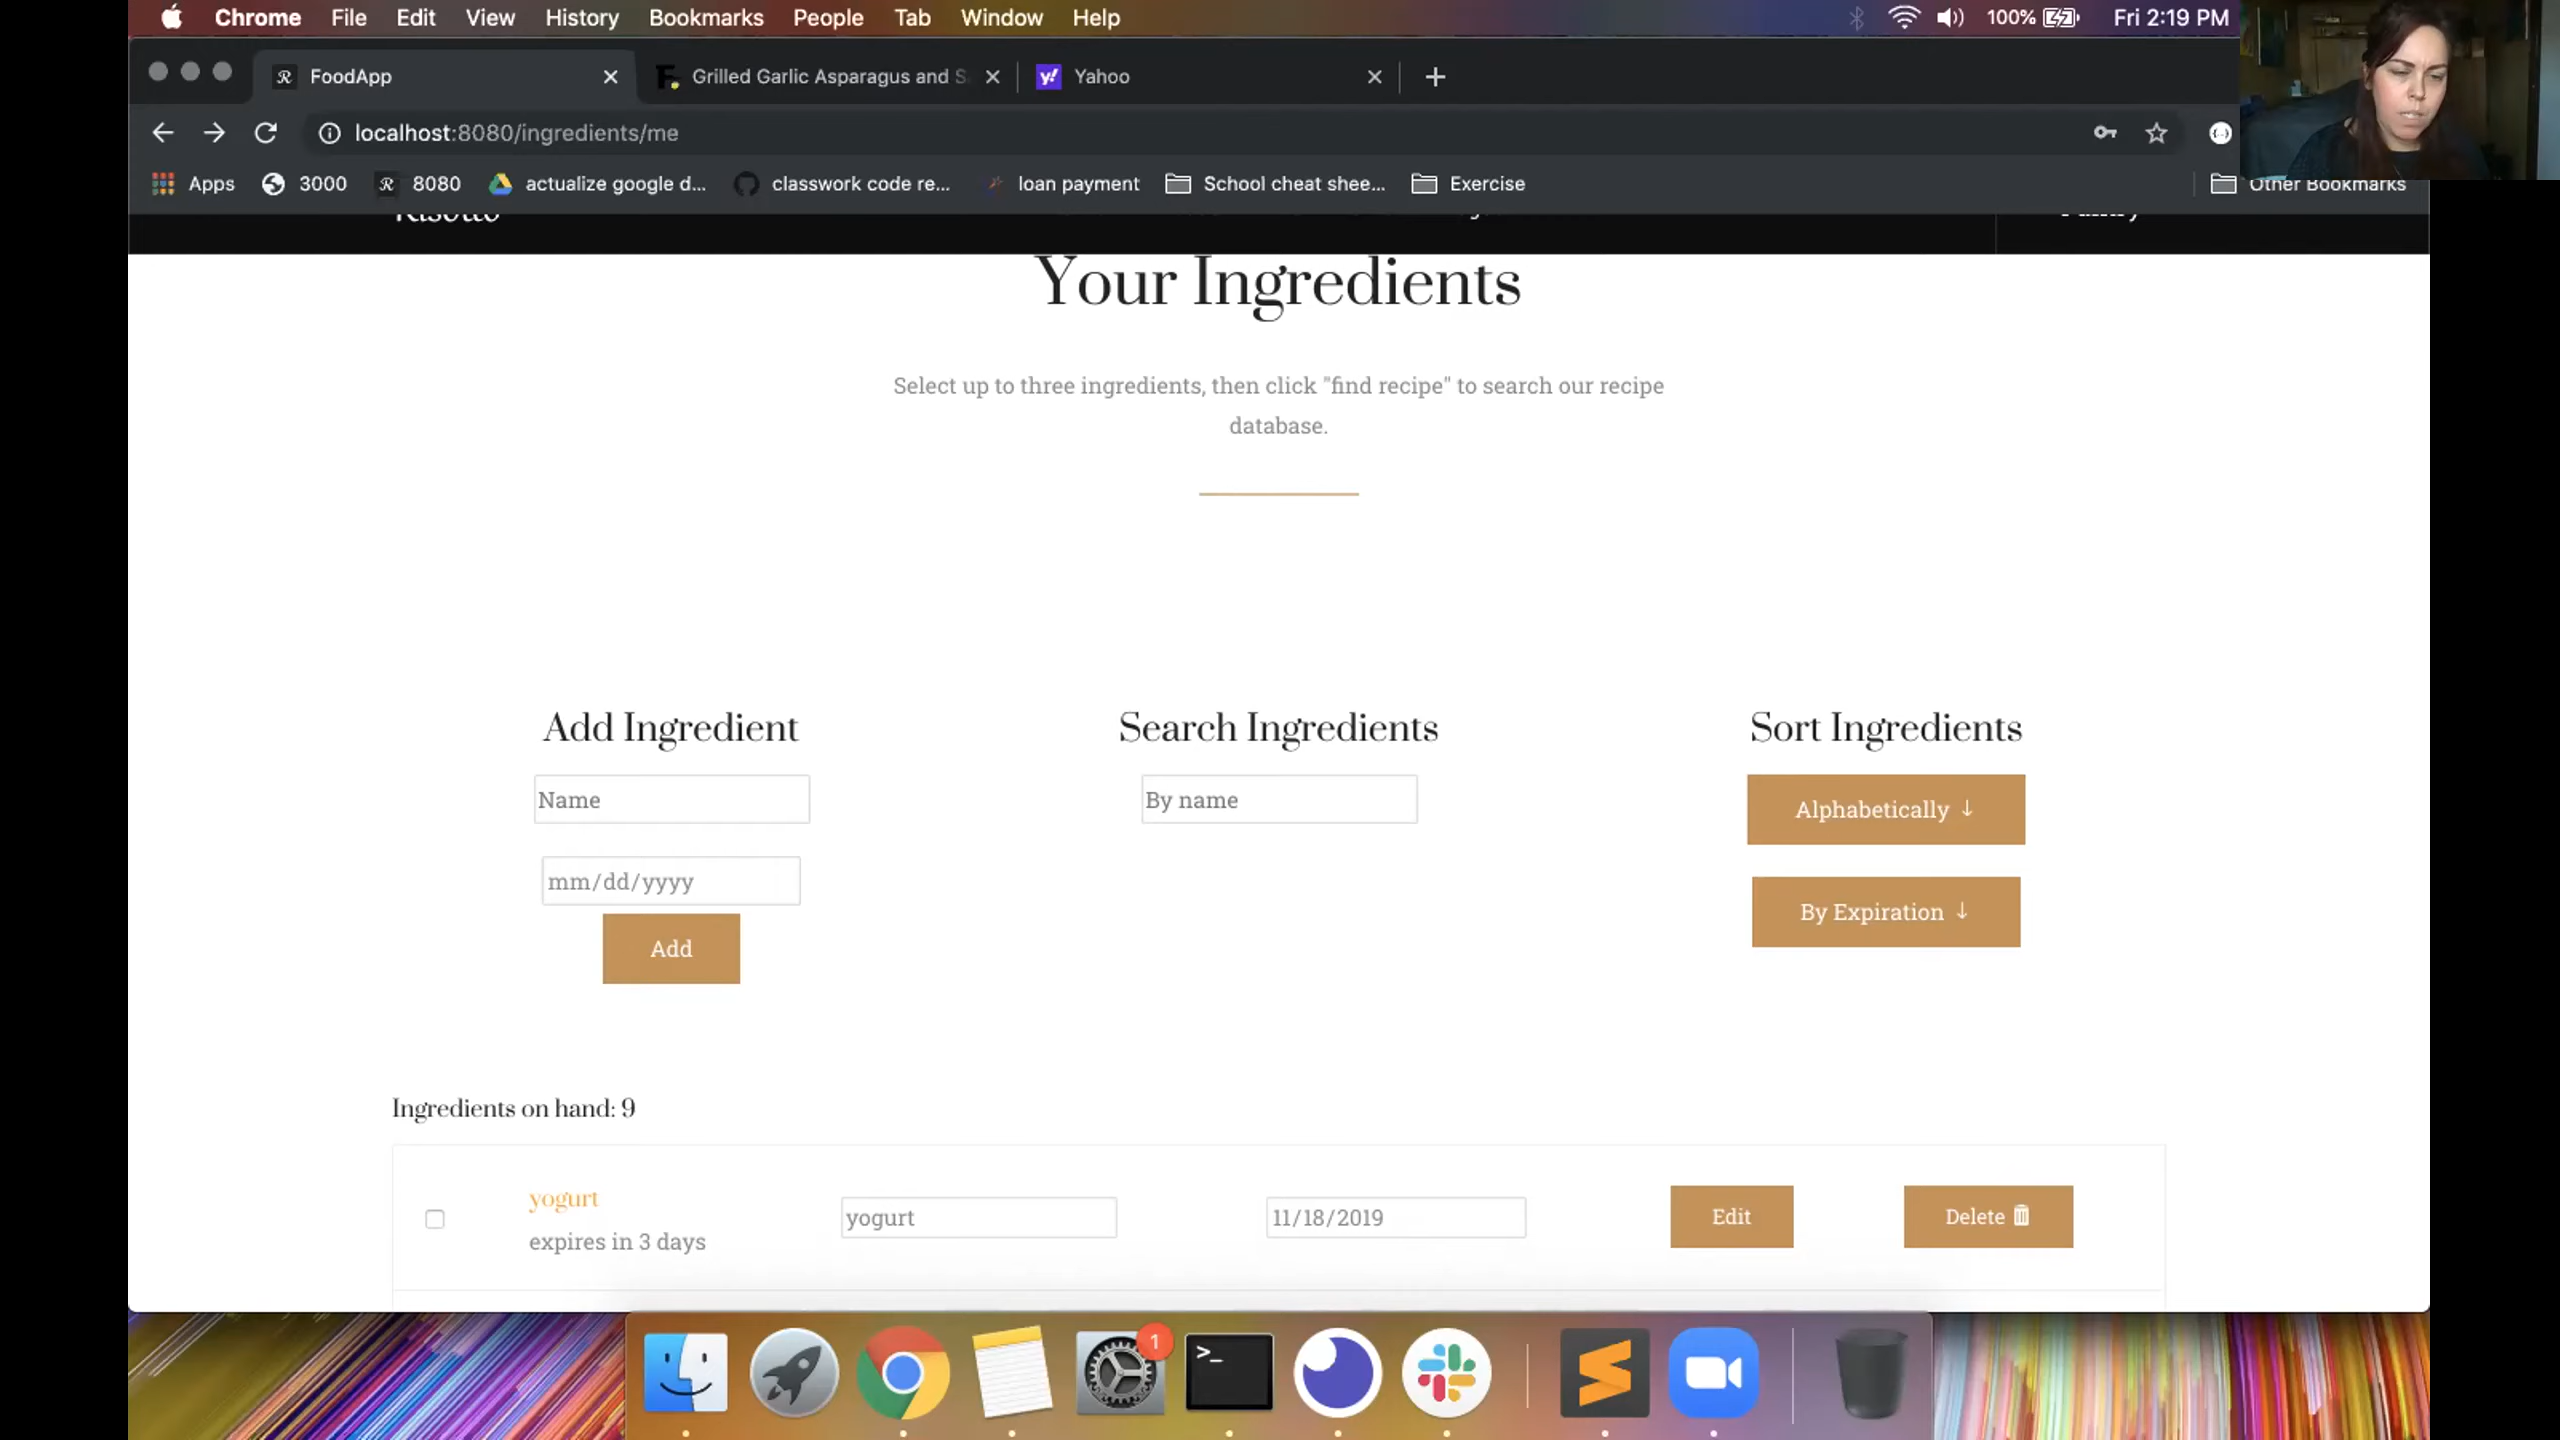 Chrome File Edit View History Bookmarks People Tab Window Help 100% Fri 2:19 PM
FoodApp Grilled Garlic Asparagus and S Yahoo
localhost:8080/ingredients/me
Apps 3000 8080 actualize google d... classwork code re... loan payment School cheat shee... Exercise Other Bookmarks
Your Ingredients
Select up to three ingredients, then click "find recipe" to search our recipe
database.
Add Ingredient Search Ingredients Sort Ingredients
Name By name Alphabetically ↓
mm/dd/yyyy By Expiration ↓
Add
Ingredients on hand: 9
yogurt
expires in 3 days yogurt 11/18/2019 Edit Delete
1